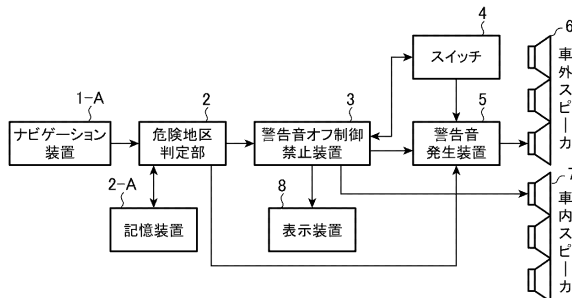 4
スイッチ
6
車外スピーカ
1-A
ナビゲーション
装置
2
危険地区
判定部
3
警告音オフ制御
禁止装置
5
警告音
発生装置
2-A
記憶装置
8
表示装置
7
車内スピーカ